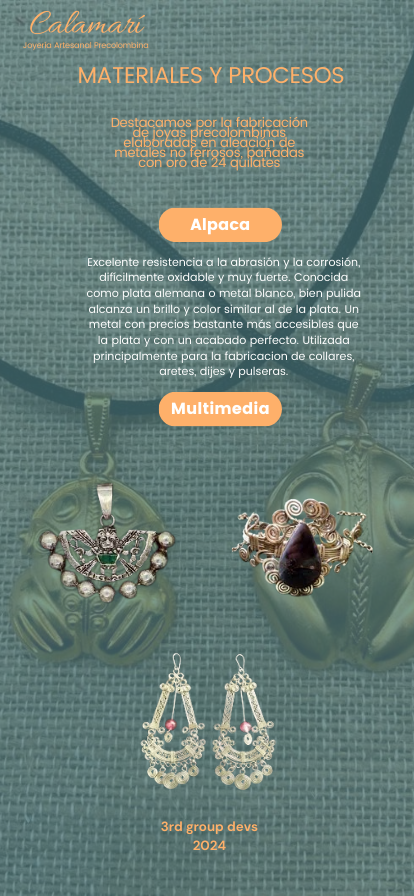 Calamarí
Joyería Artesanal Precolombina
MATERIALES Y PROCESOS
Destacamos por la fabricación
de joyas precolombinas
elaboradas en aleación de
metales no ferrosos, bañadas
con oro de 24 quilates
Alpaca
Excelente resistencia a la abrasión y la corrosión,
difícilmente oxidable y muy fuerte. Conocida
como plata alemana o metal blanco, bien pulida
alcanza un brillo y color similar al de la plata. Un
metal con precios bastante más accesibles que
la plata y con un acabado perfecto. Utilizada
principalmente para la fabricacion de collares,
aretes, dijes y pulseras.
Multimedia
3rd group devs
2024